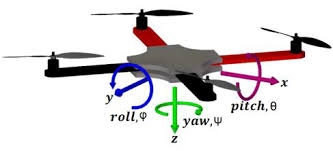 x
y
pitch,θ
roll,φ
yaw,ψ
z